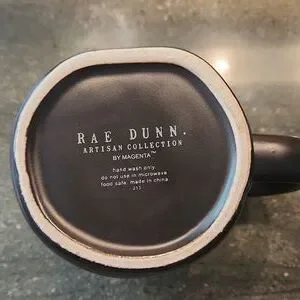 RAE DUNN.
ARTISAN COLLECTION
BY MAGENTA™
hand wash only
do not use in microwave
food safe, made in china